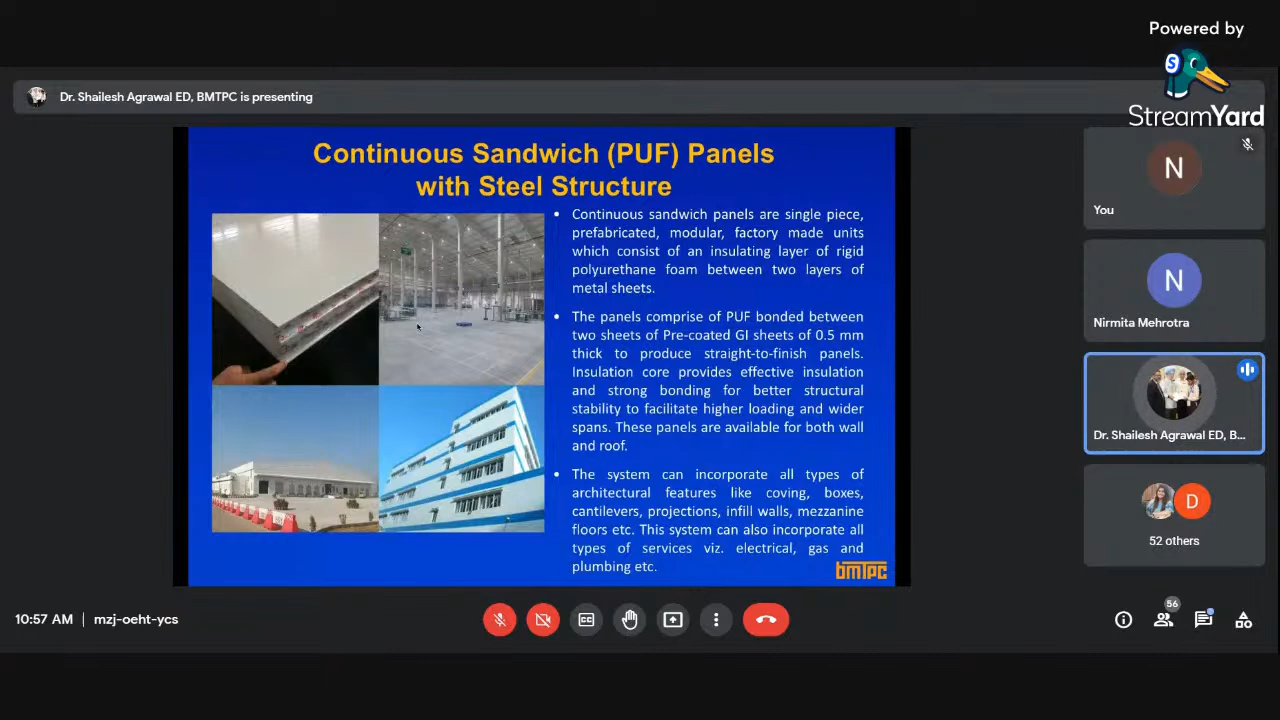 Powered by
S
StreamYard
Dr. Shailesh Agrawal ED, BMTPC is presenting
Continuous Sandwich (PUF) Panels
with Steel Structure
• Continuous sandwich panels are single piece,
prefabricated, modular, factory made units
which consist of an insulating layer of rigid
polyurethane foam between two layers of
metal sheets.
• The panels comprise of PUF bonded between
two sheets of Pre-coated GI sheets of 0.5 mm
thick to produce straight-to-finish panels.
Insulation core provides effective insulation
and strong bonding for better structural
stability to facilitate higher loading and wider
spans. These panels are available for both wall
and roof.
• The system can incorporate all types of
architectural features like coving, boxes,
cantilevers, projections, infill walls, mezzanine
floors etc. This system can also incorporate all
types of services viz. electrical, gas and
plumbing etc.
bmTPC
N
You
N
Nirmita Mehrotra
Dr. Shailesh Agrawal ED, B...
D
52 others
10:57 AM | mzj-oeht-ycs
CC
56